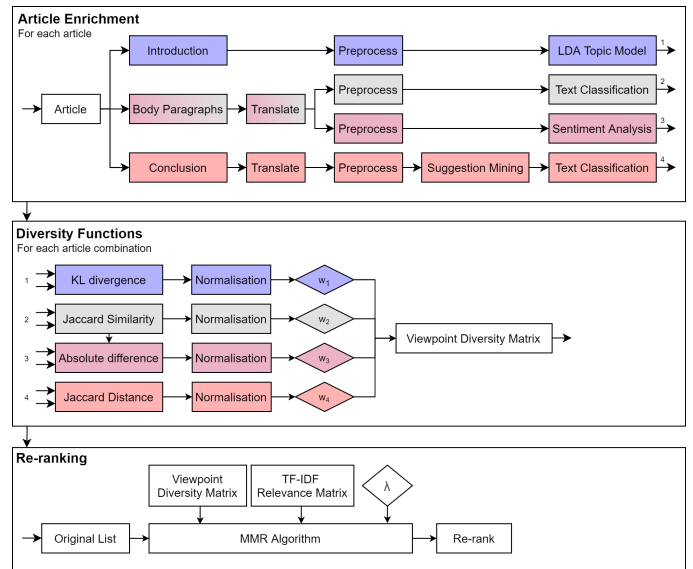 Article Enrichment
For each article
Introduction
Preprocess
LDA Topic Model
1
Article
Body Paragraphs
Translate
Preprocess
Text Classification
2
Preprocess
Sentiment Analysis
3
Conclusion
Translate
Preprocess
Suggestion Mining
Text Classification
4
Diversity Functions
For each article combination
1
KL divergence
Normalisation
w1
2
Jaccard Similarity
Normalisation
w2
Viewpoint Diversity Matrix
3
Absolute difference
Normalisation
w3
4
Jaccard Distance
Normalisation
w4
Re-ranking
Viewpoint
Diversity Matrix
TF-IDF
Relevance Matrix
λ
Original List
MMR Algorithm
Re-rank